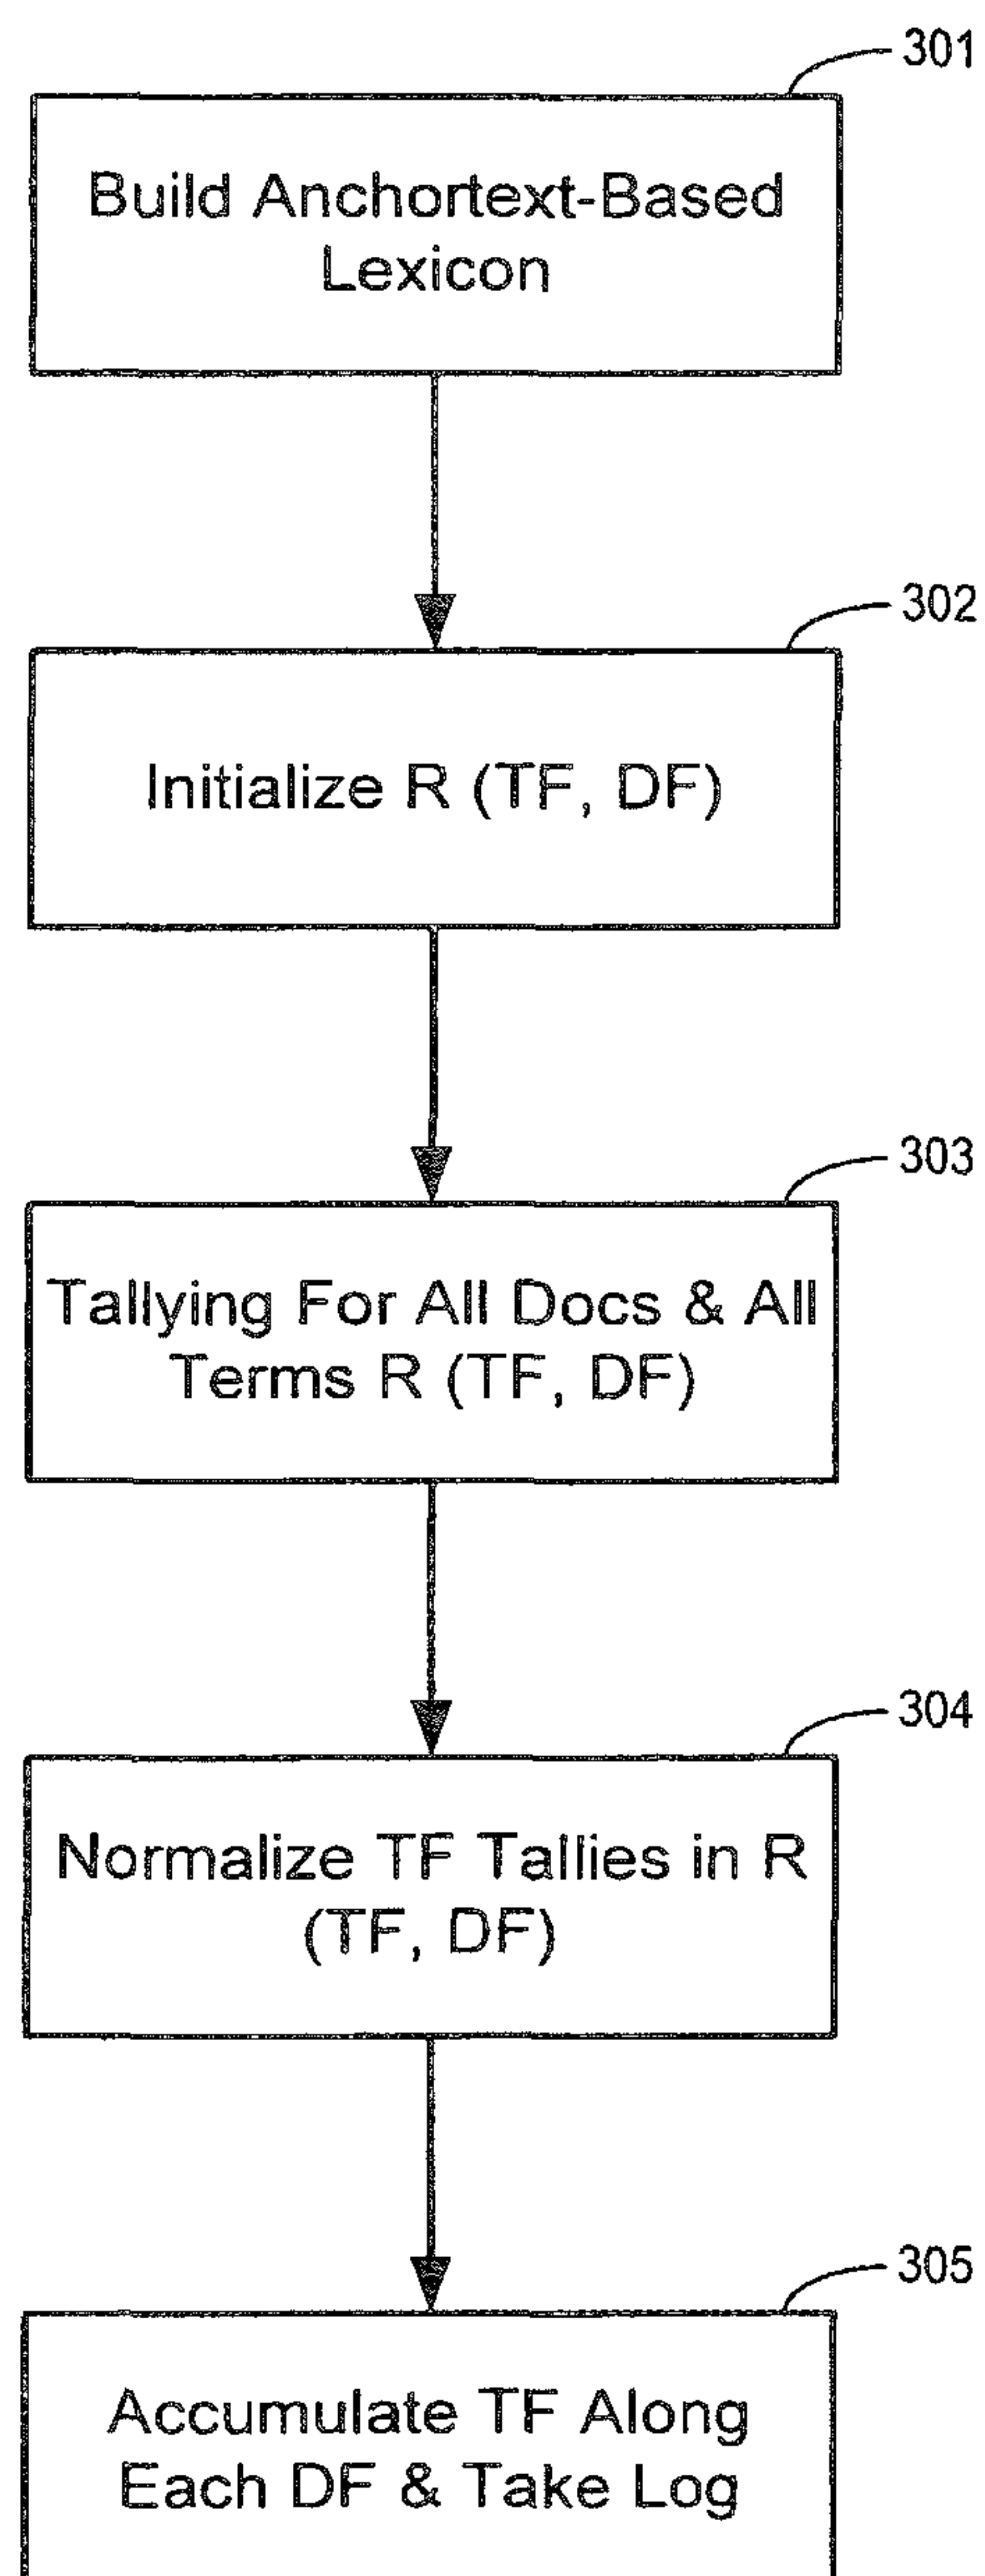 301
Build Anchortext-Based
Lexicon
302
Initialize R (TF, DF)
303
Tallying For All Docs & All
Terms R (TF, DF)
304
Normalize TF Tallies in R
(TF, DF)
305
Accumulate TF Along
Each DF & Take Log